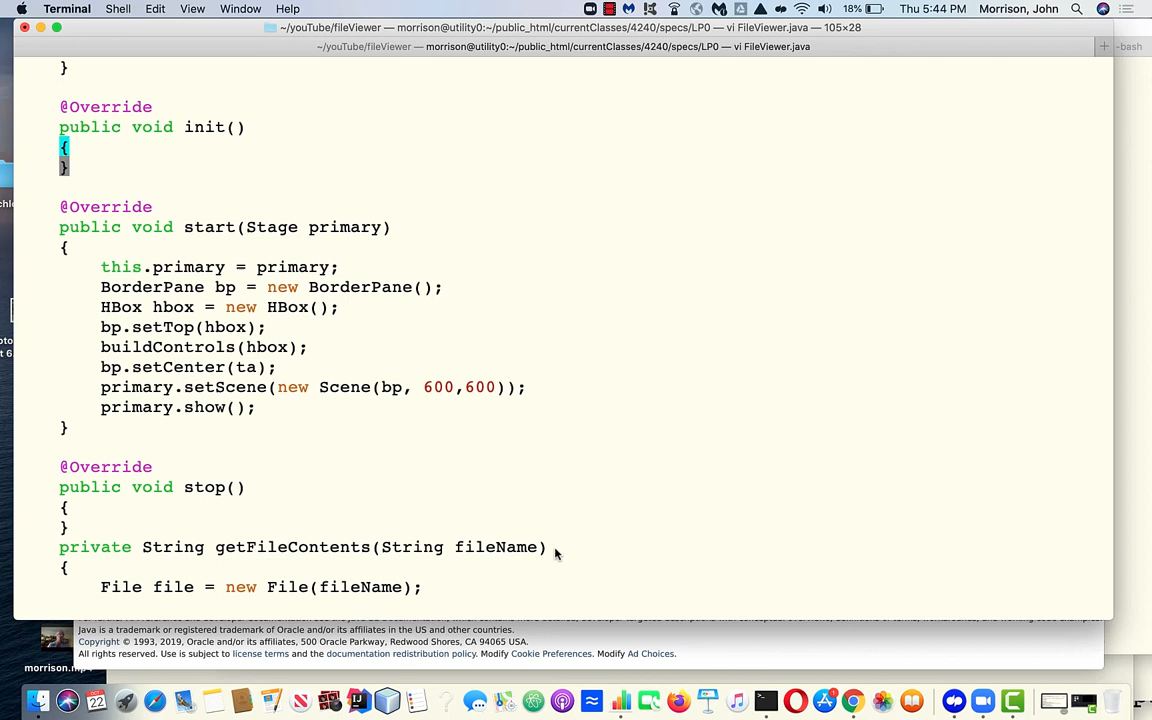 Terminal Shell Edit View Window Help 18% Thu 5:44 PM Morrison, John
~/youTube/fileViewer — morrison@utility0:~/public_html/currentClasses/4240/specs/LP0 — vi FileViewer.java — 105×28
~/youTube/fileViewer — morrison@utility0:~/public_html/currentClasses/4240/specs/LP0 — vi FileViewer.java
-bash
}
@Override
public void init()
{
}
@Override
public void start(Stage primary)
{
this.primary = primary;
BorderPane bp = new BorderPane();
HBox hbox = new HBox();
bp.setTop(hbox);
buildControls(hbox);
bp.setCenter(ta);
primary.setScene(new Scene(bp, 600,600));
primary.show();
}
@Override
public void stop()
{
}
private String getFileContents(String fileName)
{
File file = new File(fileName);
Java is a trademark or registered trademark of Oracle and/or its affiliates in the US and other countries.
Copyright © 1993, 2019, Oracle and/or its affiliates, 500 Oracle Parkway, Redwood Shores, CA 94065 USA.
All rights reserved. Use is subject to license terms and the documentation redistribution policy. Modify Cookie Preferences. Modify Ad Choices.